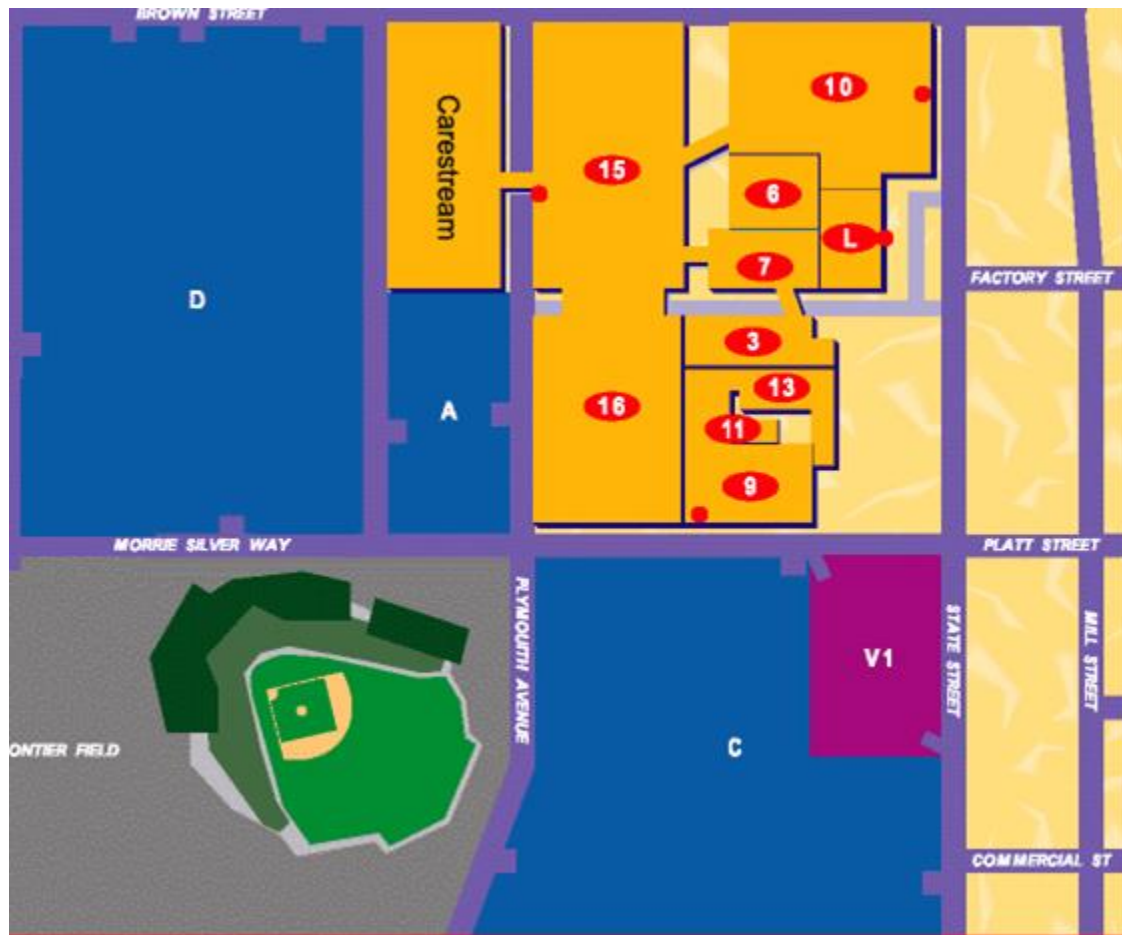 BROWN STREET
Carestream
10
15
6
L
7
FACTORY STREET
D
3
13
A
16
11
9
MORRIE SILVER WAY
PLATT STREET
PLYMOUTH AVENUE
STATE STREET
MILL STREET
V1
C
ONTIER FIELD
COMMERCIAL ST